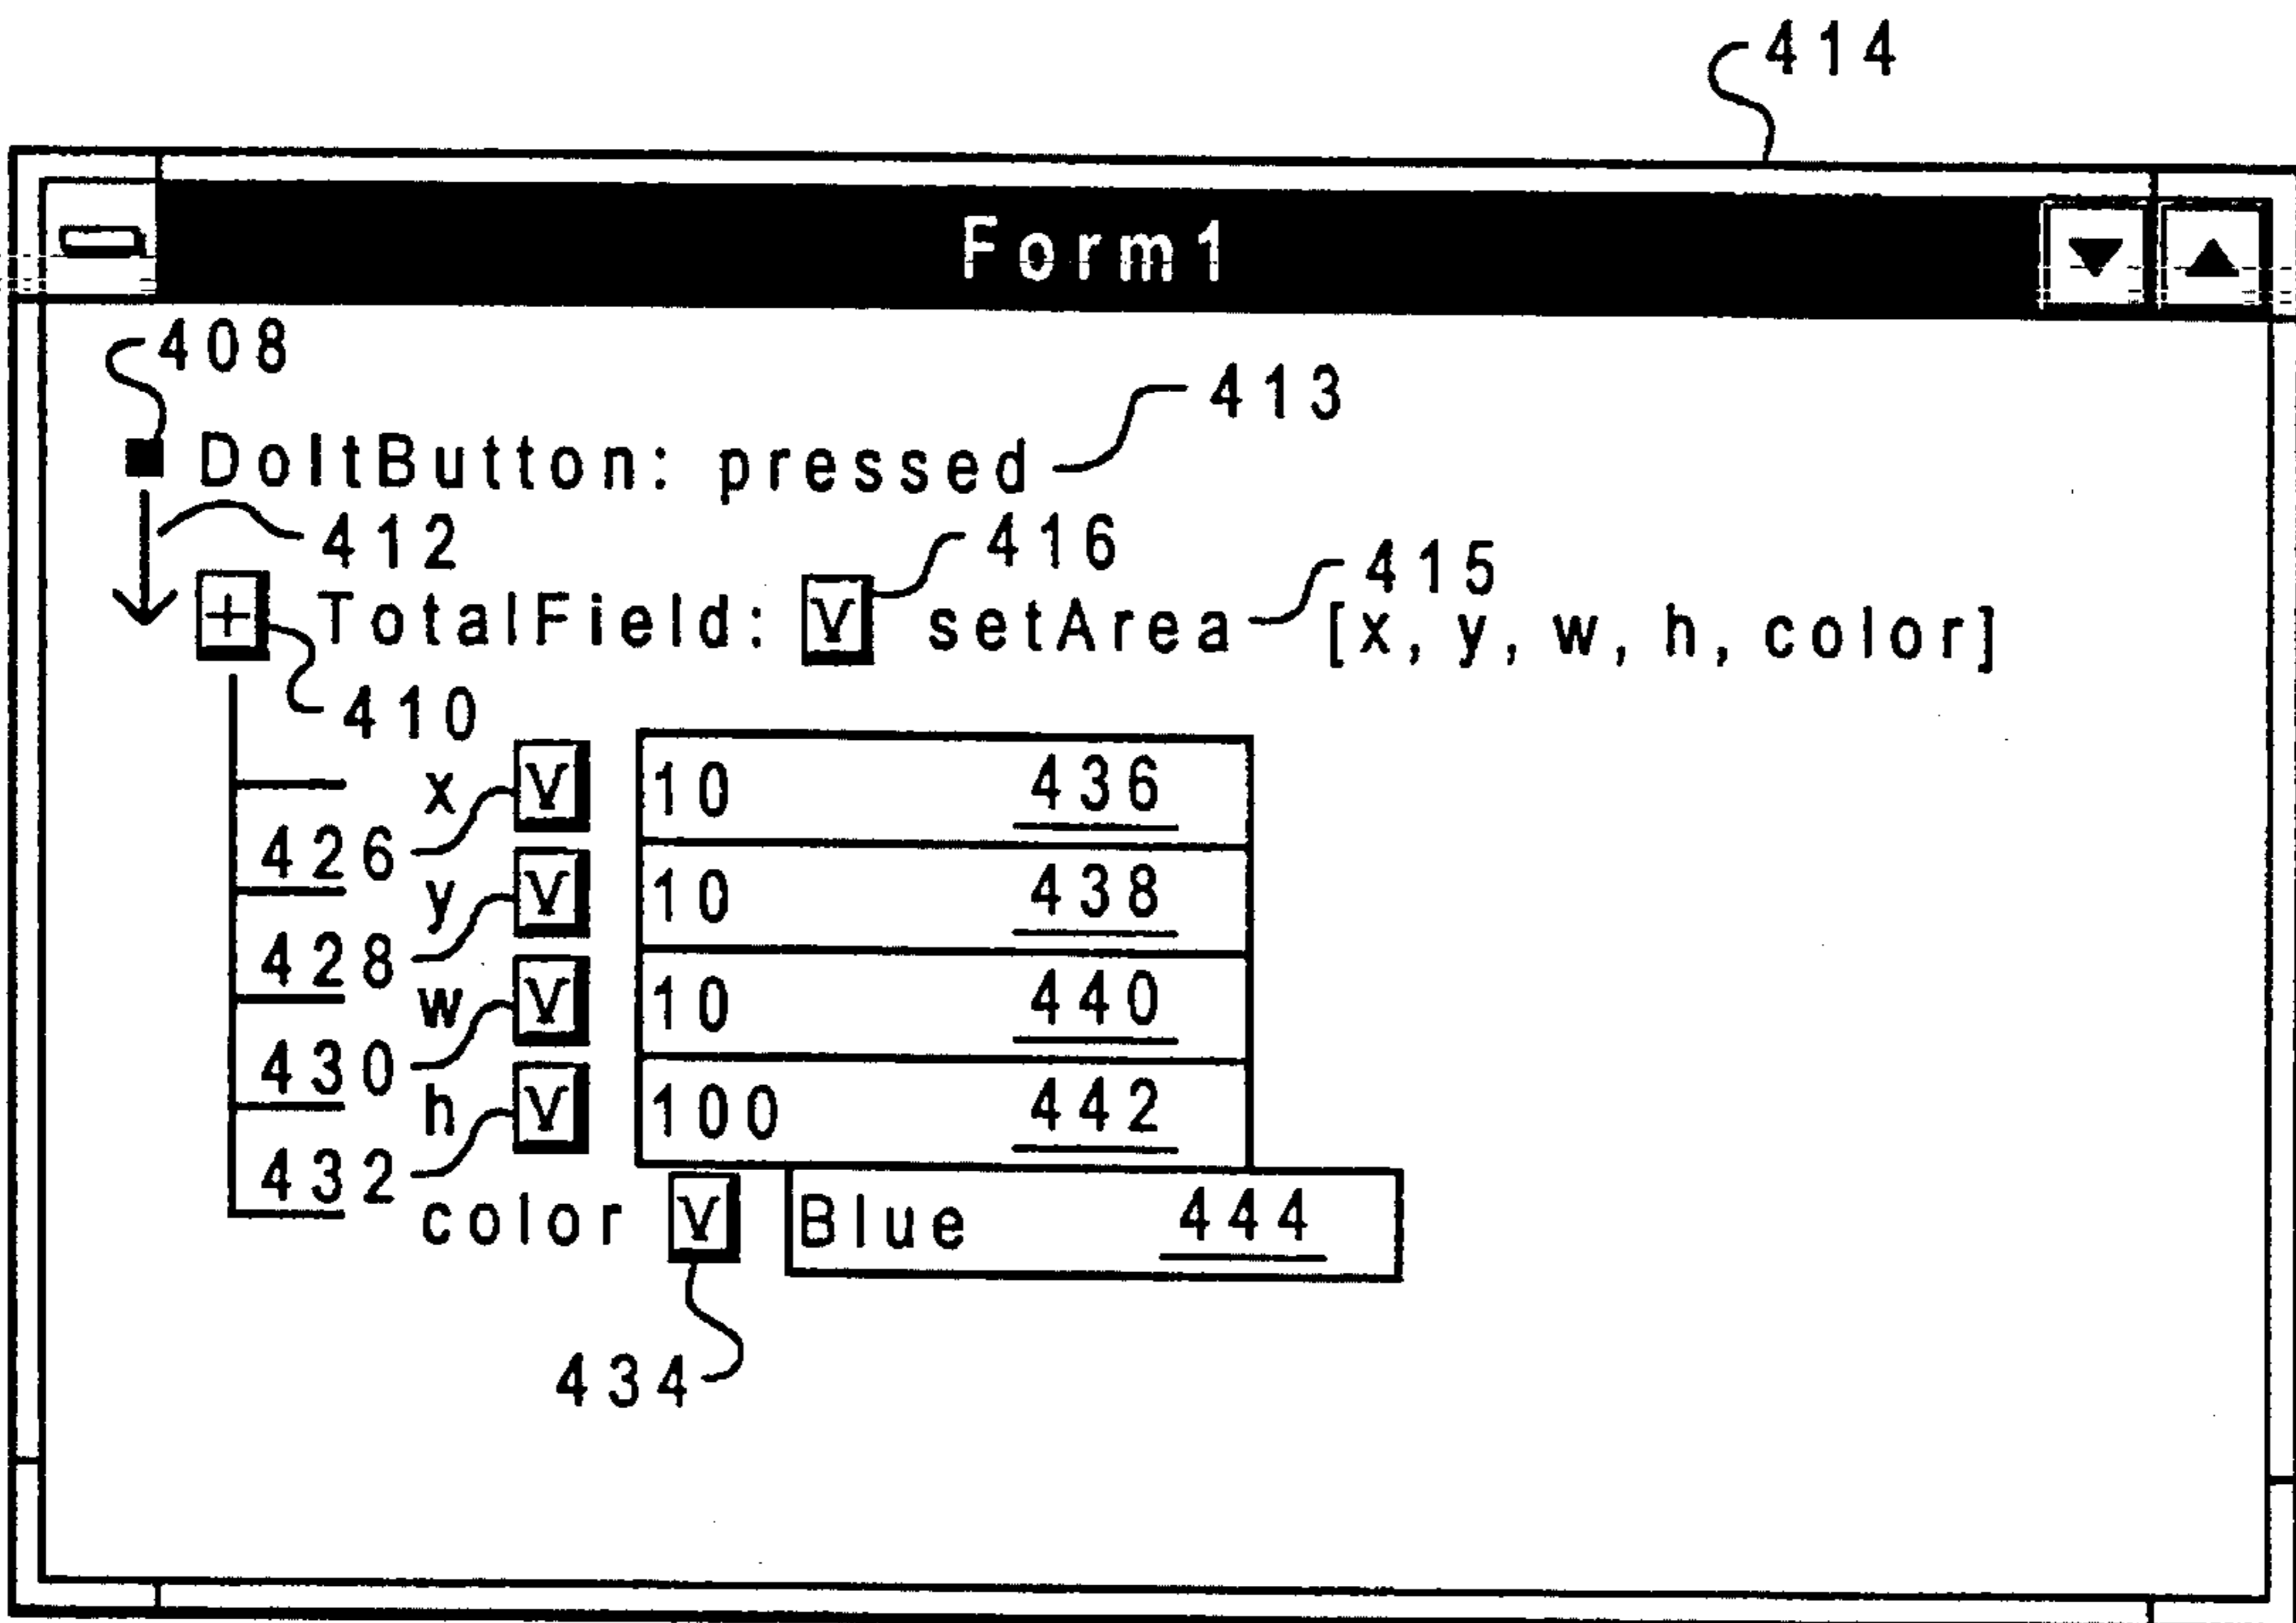 414
Form1
408
413
DoItButton: pressed
412
416
415
+ TotalField: V setArea [x, y, w, h, color]
410
x V 10 436
426
y V 10 438
428
w V 10 440
430
h V 100 442
432
color V Blue 444
434